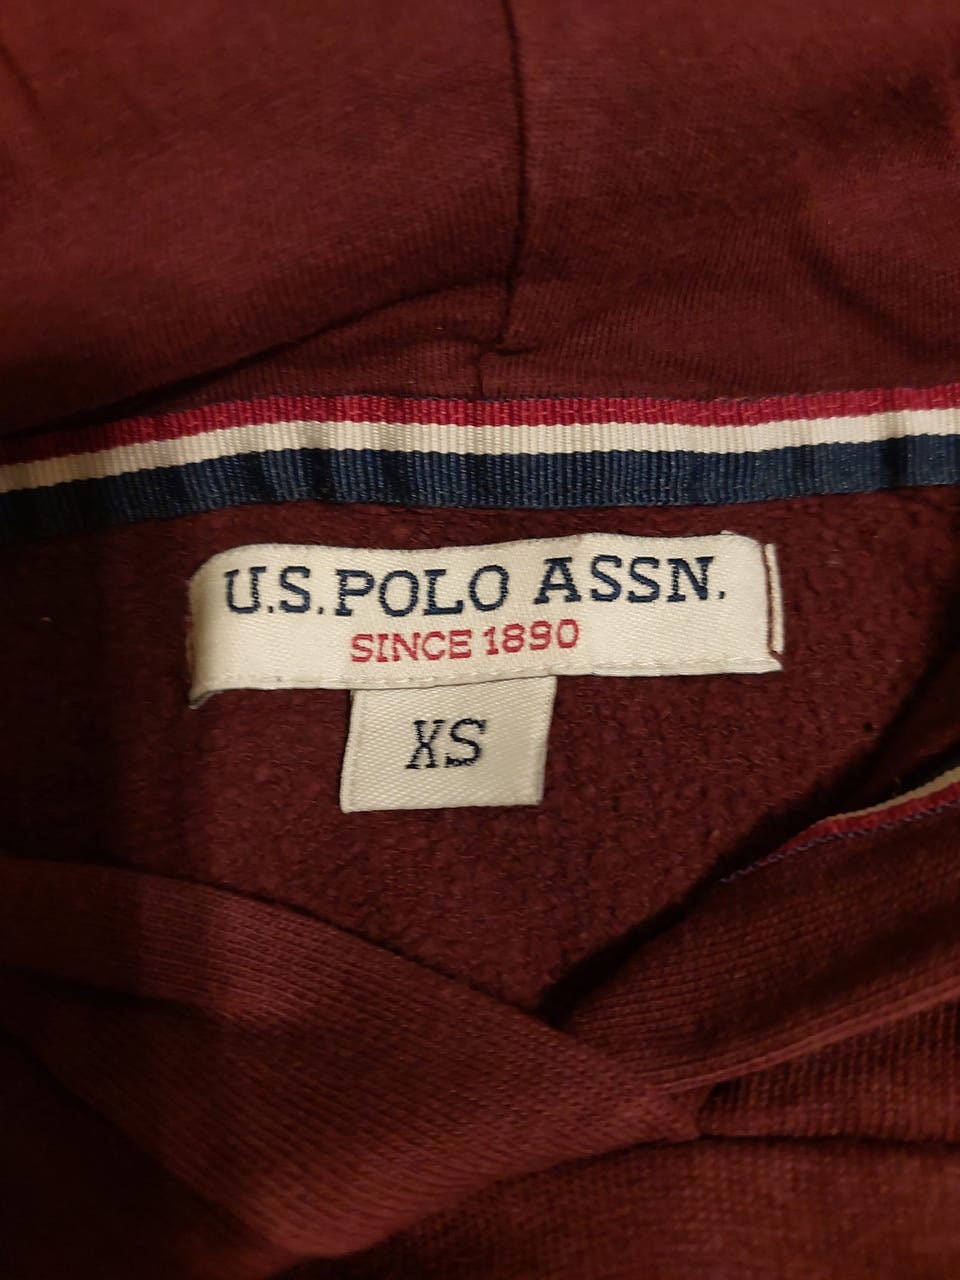 U.S. POLO ASSN.
SINCE 1890
XS